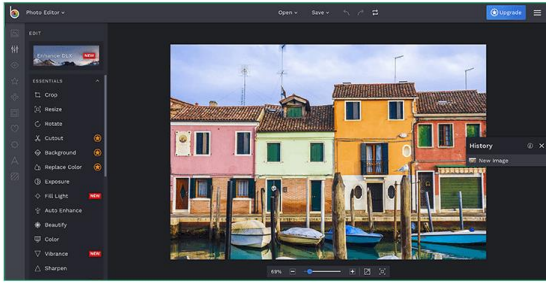 Photo Editor
Open
Save
Upgrade
EDIT
Enhance DLX
NEW
ESSENTIALS
Crop
Resize
Rotate
Cutout
Background
Replace Color
Exposure
Fill Light NEW
Auto Enhance
Beautify
Color
Vibrance NEW
Sharpen
History
New Image
69%